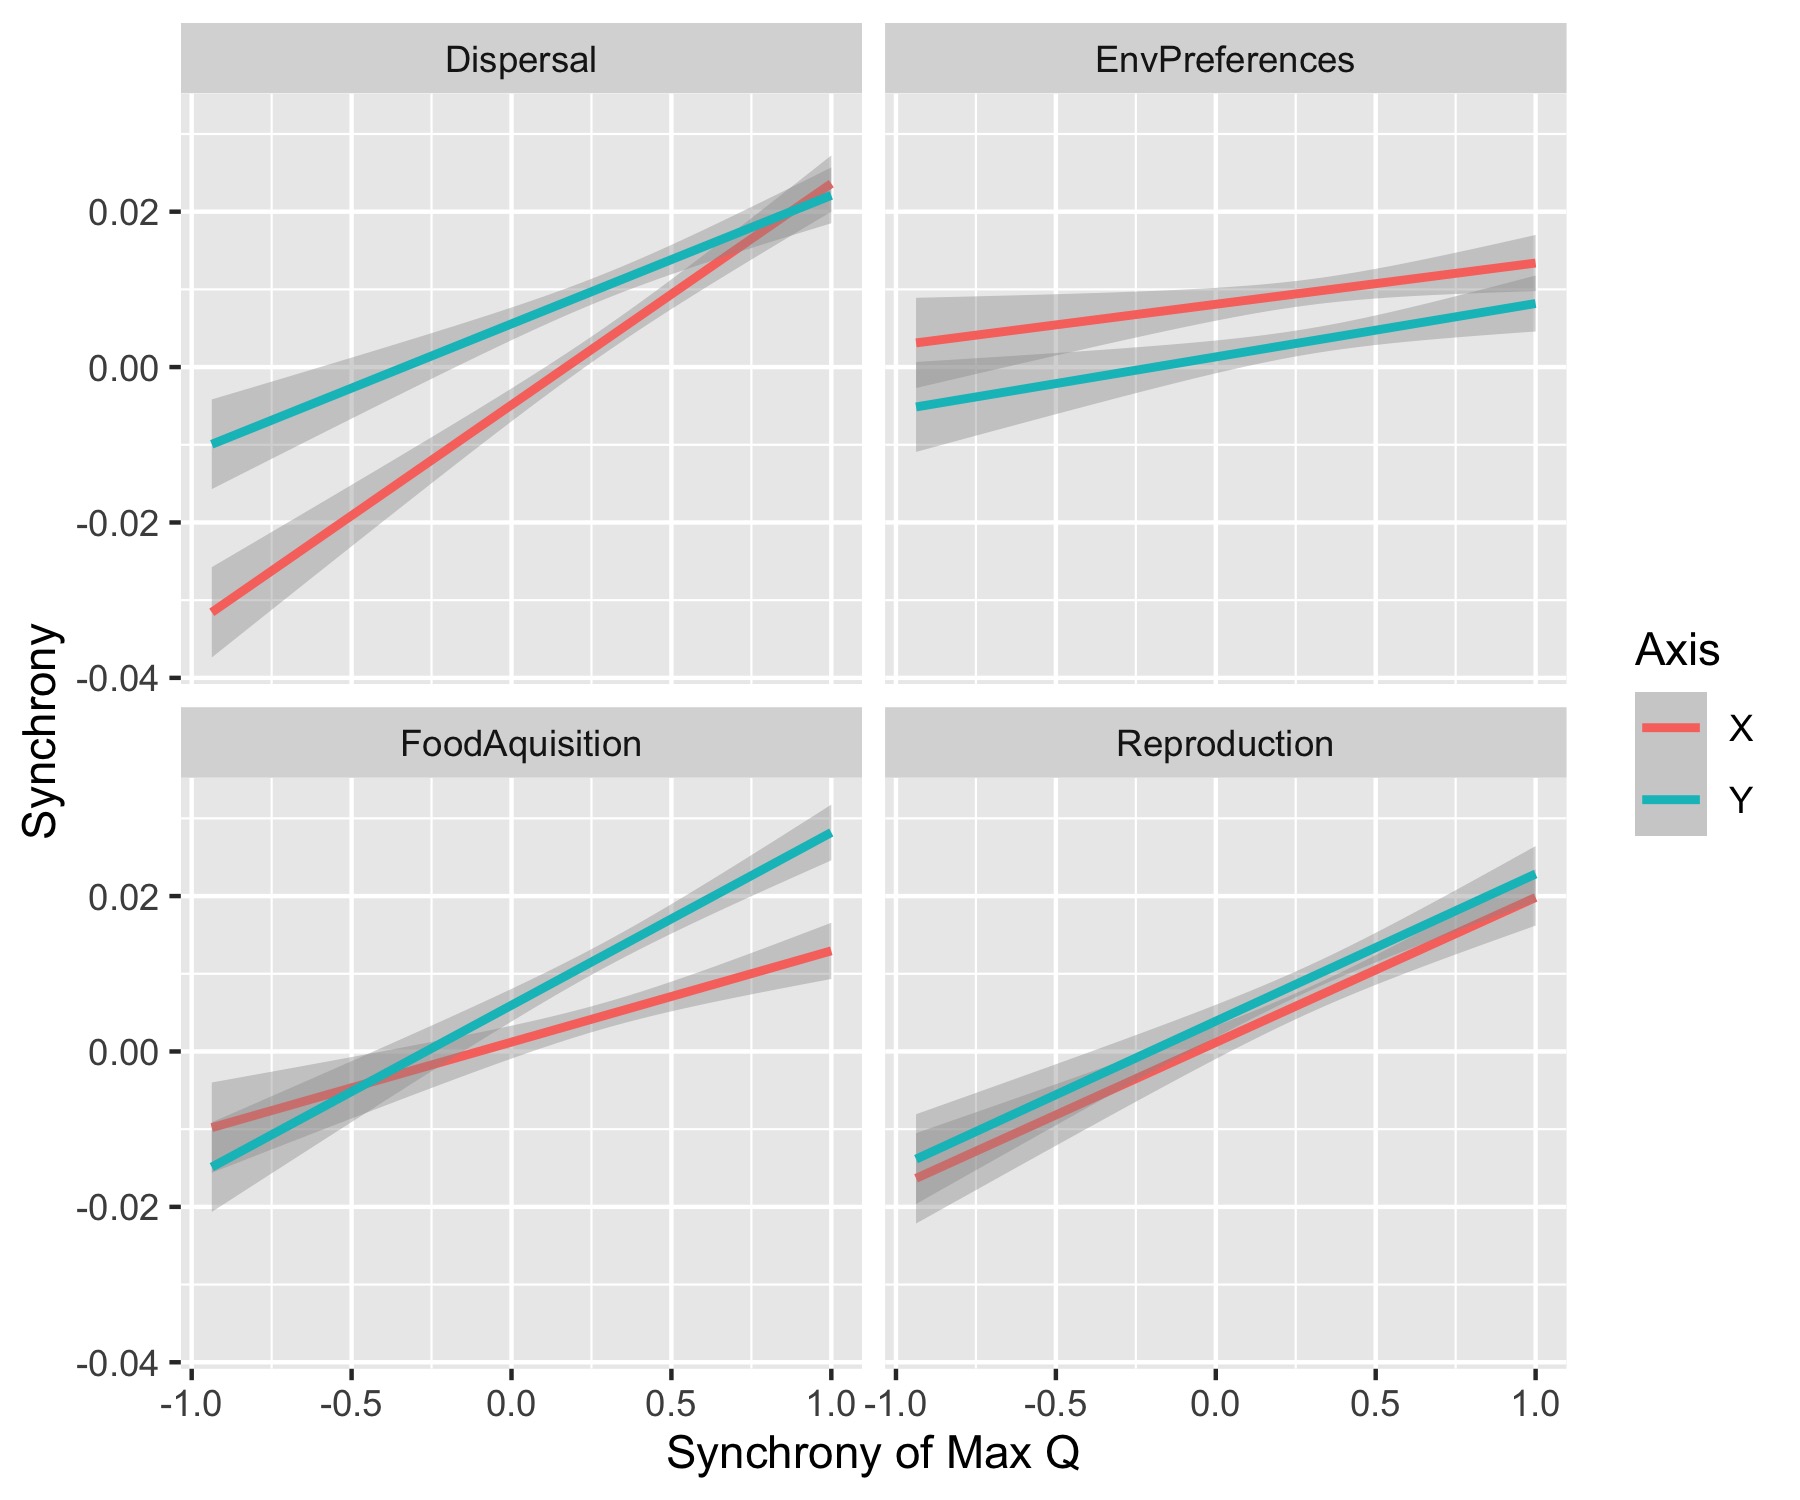 Dispersal
EnvPreferences
0.02
0.00
-0.02
-0.04
FoodAquisition
Reproduction
0.02
0.00
-0.02
-0.04
-1.0 -0.5 0.0 0.5 1.0 -1.0 -0.5 0.0 0.5 1.0
Synchrony of Max Q
Synchrony
Axis
X
Y